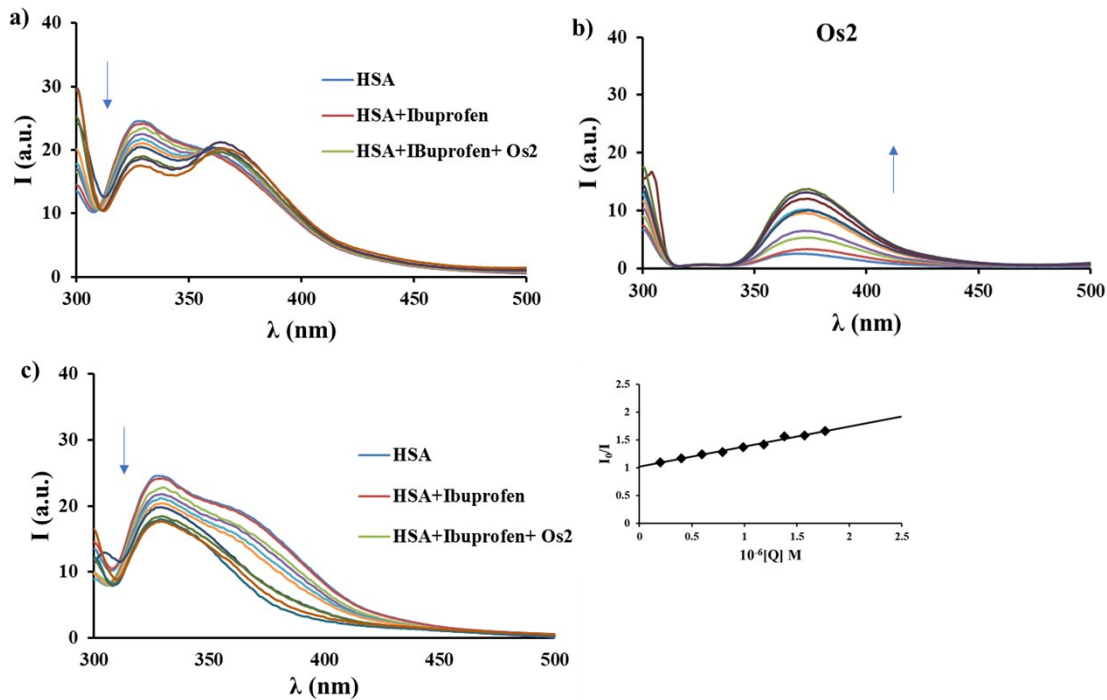 a)
40
30
20
10
0
I (a.u.)
300
350
400
450
500
λ (nm)
HSA
HSA+Ibuprofen
HSA+IBuprofen+ Os2
b)
Os2
40
30
20
10
0
I (a.u.)
300
350
400
450
500
λ (nm)
c)
40
30
20
10
0
I (a.u.)
300
350
400
450
500
λ (nm)
HSA
HSA+Ibuprofen
HSA+Ibuprofen+ Os2
2.5
2
1.5
1
0.5
0
I₀/I
0
0.5
1
1.5
2
2.5
10⁻⁶[Q] M